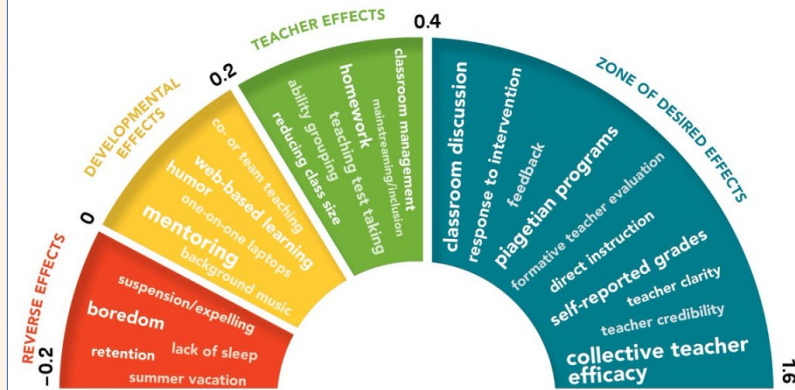 REVERSE EFFECTS
-0.2
suspension/expelling
boredom
lack of sleep
retention
summer vacation
0
DEVELOPMENTAL
EFFECTS
co- or team teaching
web-based learning
humor
one-on-one laptops
mentoring
background music
0.2
TEACHER EFFECTS
reducing class size
ability grouping
teaching test taking
homework
mainstreaming/inclusion
classroom management
0.4
ZONE OF DESIRED EFFECTS
classroom discussion
response to intervention
feedback
piagetian programs
formative teacher evaluation
direct instruction
self-reported grades
teacher clarity
teacher credibility
collective teacher
efficacy
1.6